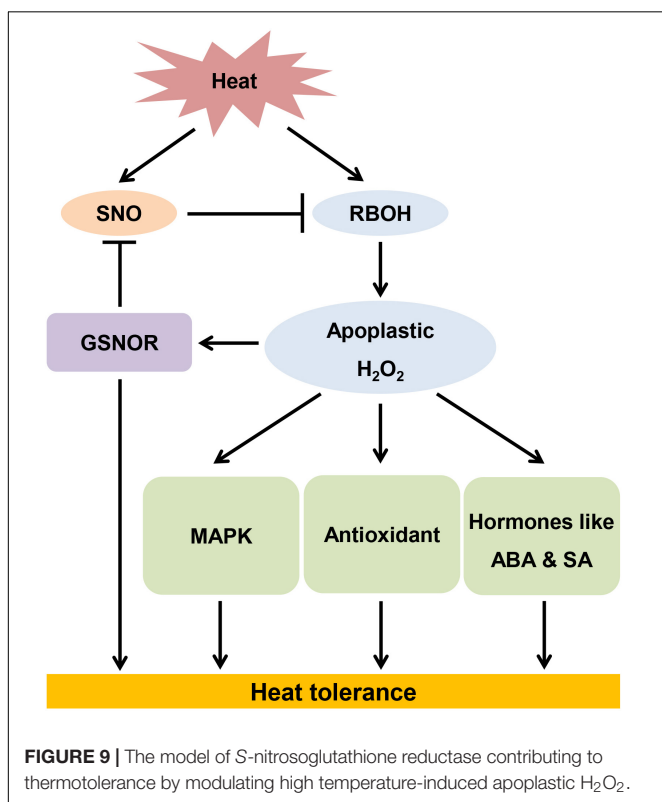 Heat
SNO
RBOH
GSNOR
Apoplastic
H₂O₂
MAPK
Antioxidant
Hormones like
ABA & SA
Heat tolerance
FIGURE 9 | The model of S-nitrosoglutathione reductase contributing to
thermotolerance by modulating high temperature-induced apoplastic H₂O₂.